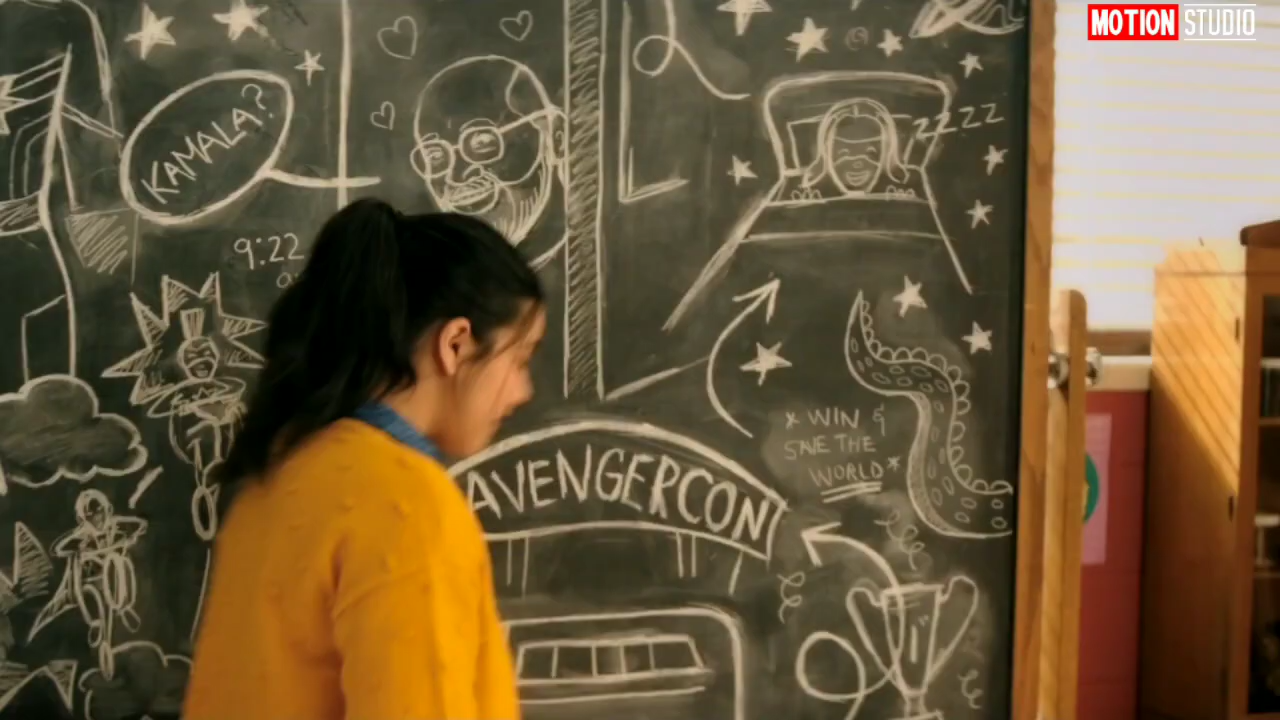 MOTION STUDIO
KAMALA?
ZZZZ
9:22
* WIN &
SAVE THE
WORLD*
AVENGERCON